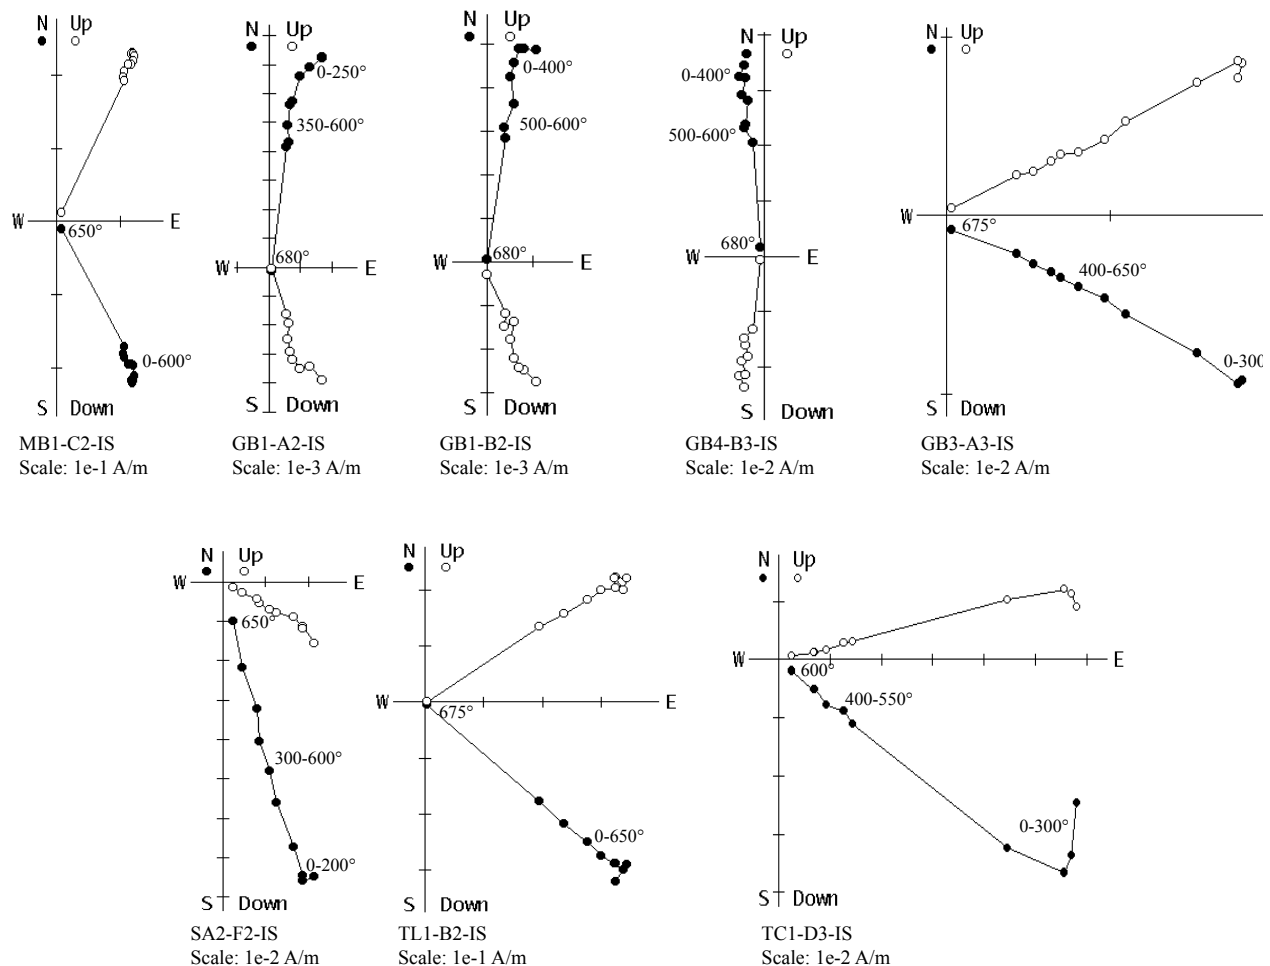 N Up
W E
650°
0-600°
S Down
MB1-C2-IS
Scale: 1e-1 A/m
N Up
0-250°
350-600°
680°
W E
S Down
GB1-A2-IS
Scale: 1e-3 A/m
N Up
0-400°
500-600°
680°
W E
S Down
GB1-B2-IS
Scale: 1e-3 A/m
N Up
0-400°
500-600°
680°
W E
S Down
GB4-B3-IS
Scale: 1e-2 A/m
N Up
W
675°
400-650°
0-300
S Down
GB3-A3-IS
Scale: 1e-2 A/m
N Up
W E
650°
300-600°
0-200°
S Down
SA2-F2-IS
Scale: 1e-2 A/m
N Up
W E
675°
0-650°
S Down
TL1-B2-IS
Scale: 1e-1 A/m
N Up
W E
600°
400-550°
0-300°
S Down
TC1-D3-IS
Scale: 1e-2 A/m